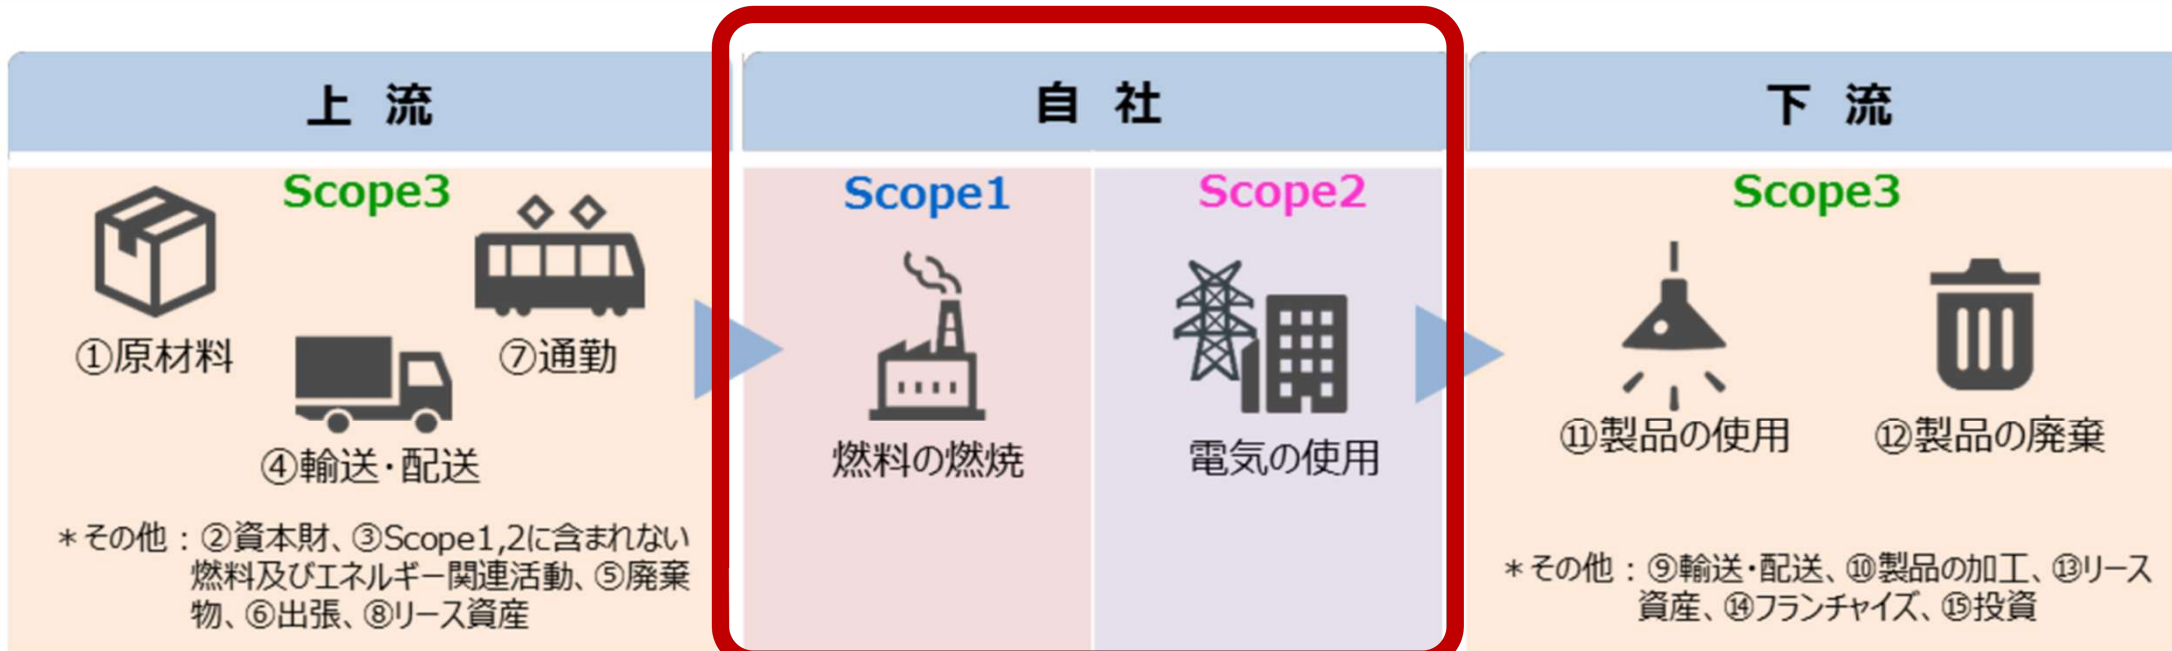 上 流
Scope3
①原材料
⑦通勤
④輸送・配送
＊その他：②資本財、③Scope1,2に含まれない
燃料及びエネルギー関連活動、⑤廃棄
物、⑥出張、⑧リース資産
自 社
Scope1
燃料の燃焼
Scope2
電気の使用
下 流
Scope3
⑪製品の使用
⑫製品の廃棄
＊その他：⑨輸送・配送、⑩製品の加工、⑬リース
資産、⑭フランチャイズ、⑮投資